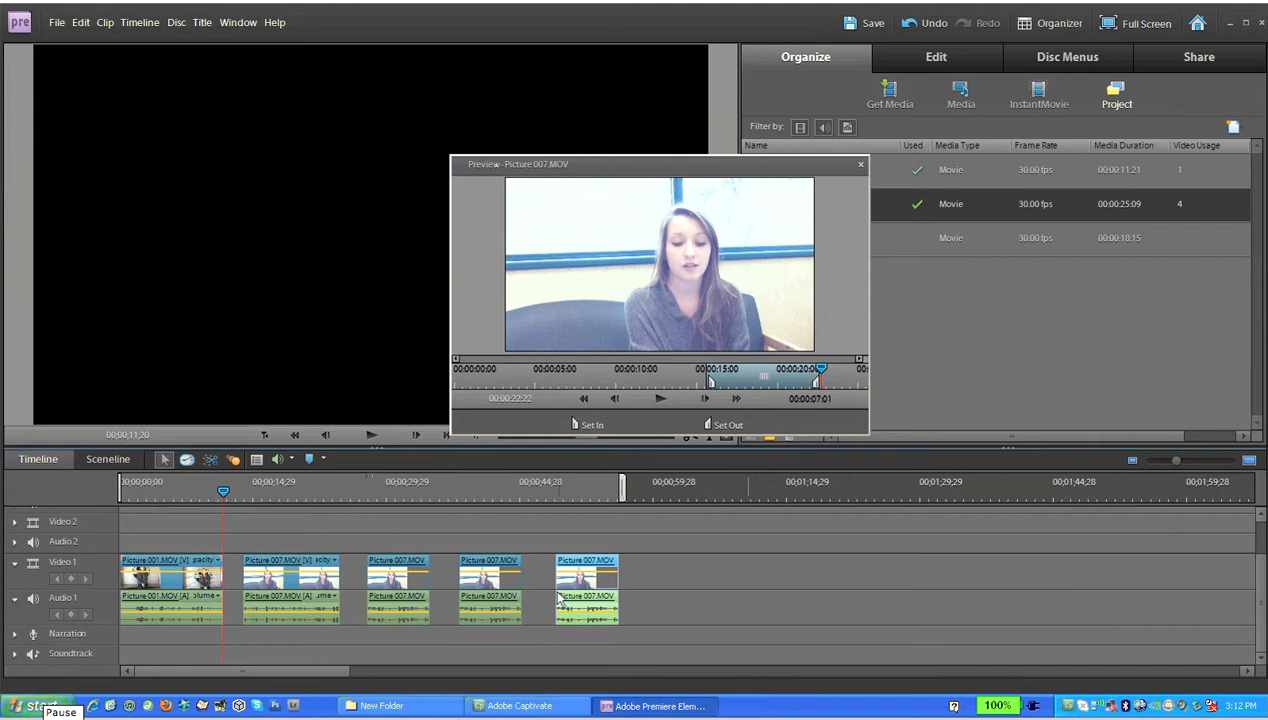 pre File Edit Clip Timeline Disc Title Window Help Save Undo Redo Organizer Full Screen
Organize Edit Disc Menus Share
Get Media Media InstantMovie Project
Filter by:
Name Used Media Type Frame Rate Media Duration Video Usage
Preview - Picture 007.MOV
Movie 30.00 fps 00:00:11:21 1
Movie 30.00 fps 00:00:25:09 4
Movie 30.00 fps 00:00:18:15
00:00:00:00 00:00:05:00 00:00:10:00 00:00:15:00 00:00:20:00
00:00:22:22 00:00:07:01
Set In Set Out
00;00;11;20
Timeline Sceneline
00;00;14;29 00;00;29;29 00;00;44;28 00;00;59;28 00;01;14;29 00;01;29;29 00;01;44;28 00;01;59;28
Video 2
Audio 2
Video 1 Picture 001.MOV [V] pacity Picture 007.MOV [V] acity Picture 007.MOV Picture 007.MOV Picture 007.MOV
Audio 1 Picture 001.MOV [A] olume Picture 007.MOV [A] ume Picture 007.MOV Picture 007.MOV Picture 007.MOV
Narration
Soundtrack
start New Folder Adobe Captivate pre Adobe Premiere Elem... 100% 3:12 PM
Pause